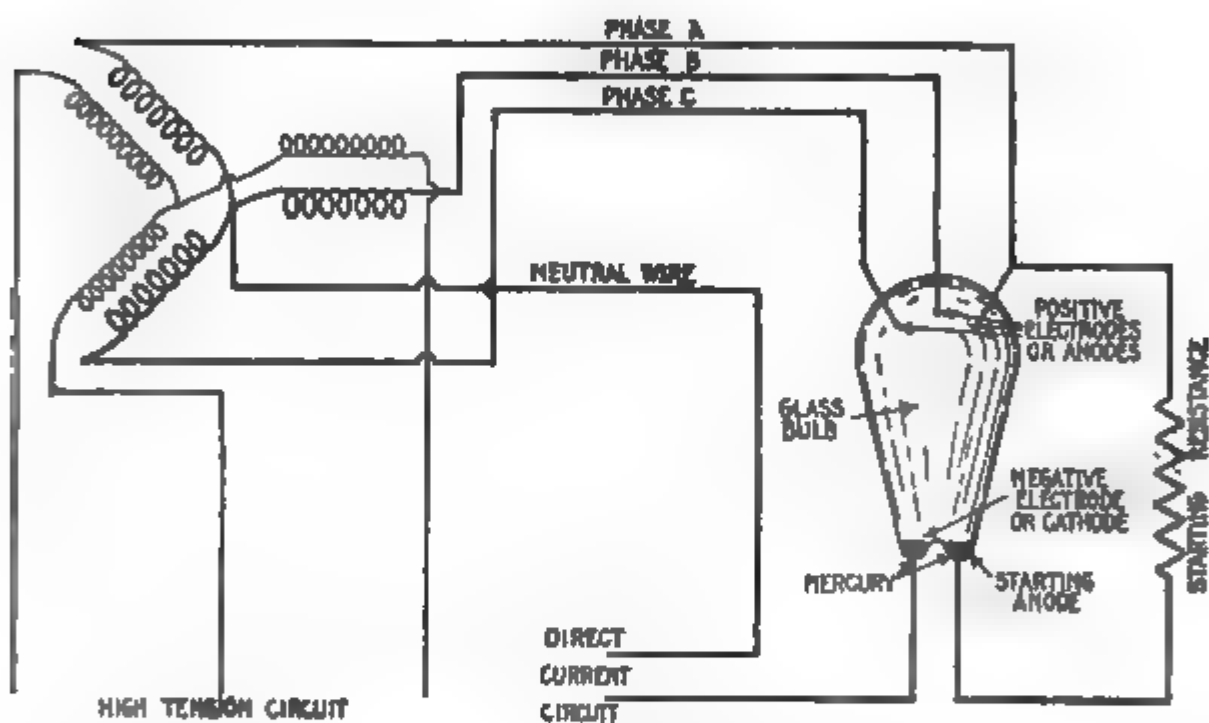 PHASE A
PHASE B
PHASE C
NEUTRAL WIRE
POSITIVE
ELECTRODES
OR ANODES
GLASS
BULB
NEGATIVE
ELECTRODE
OR CATHODE
MERCURY
STARTING
ANODE
STARTING RESISTANCE
DIRECT
CURRENT
CIRCUIT
HIGH TENSION CIRCUIT